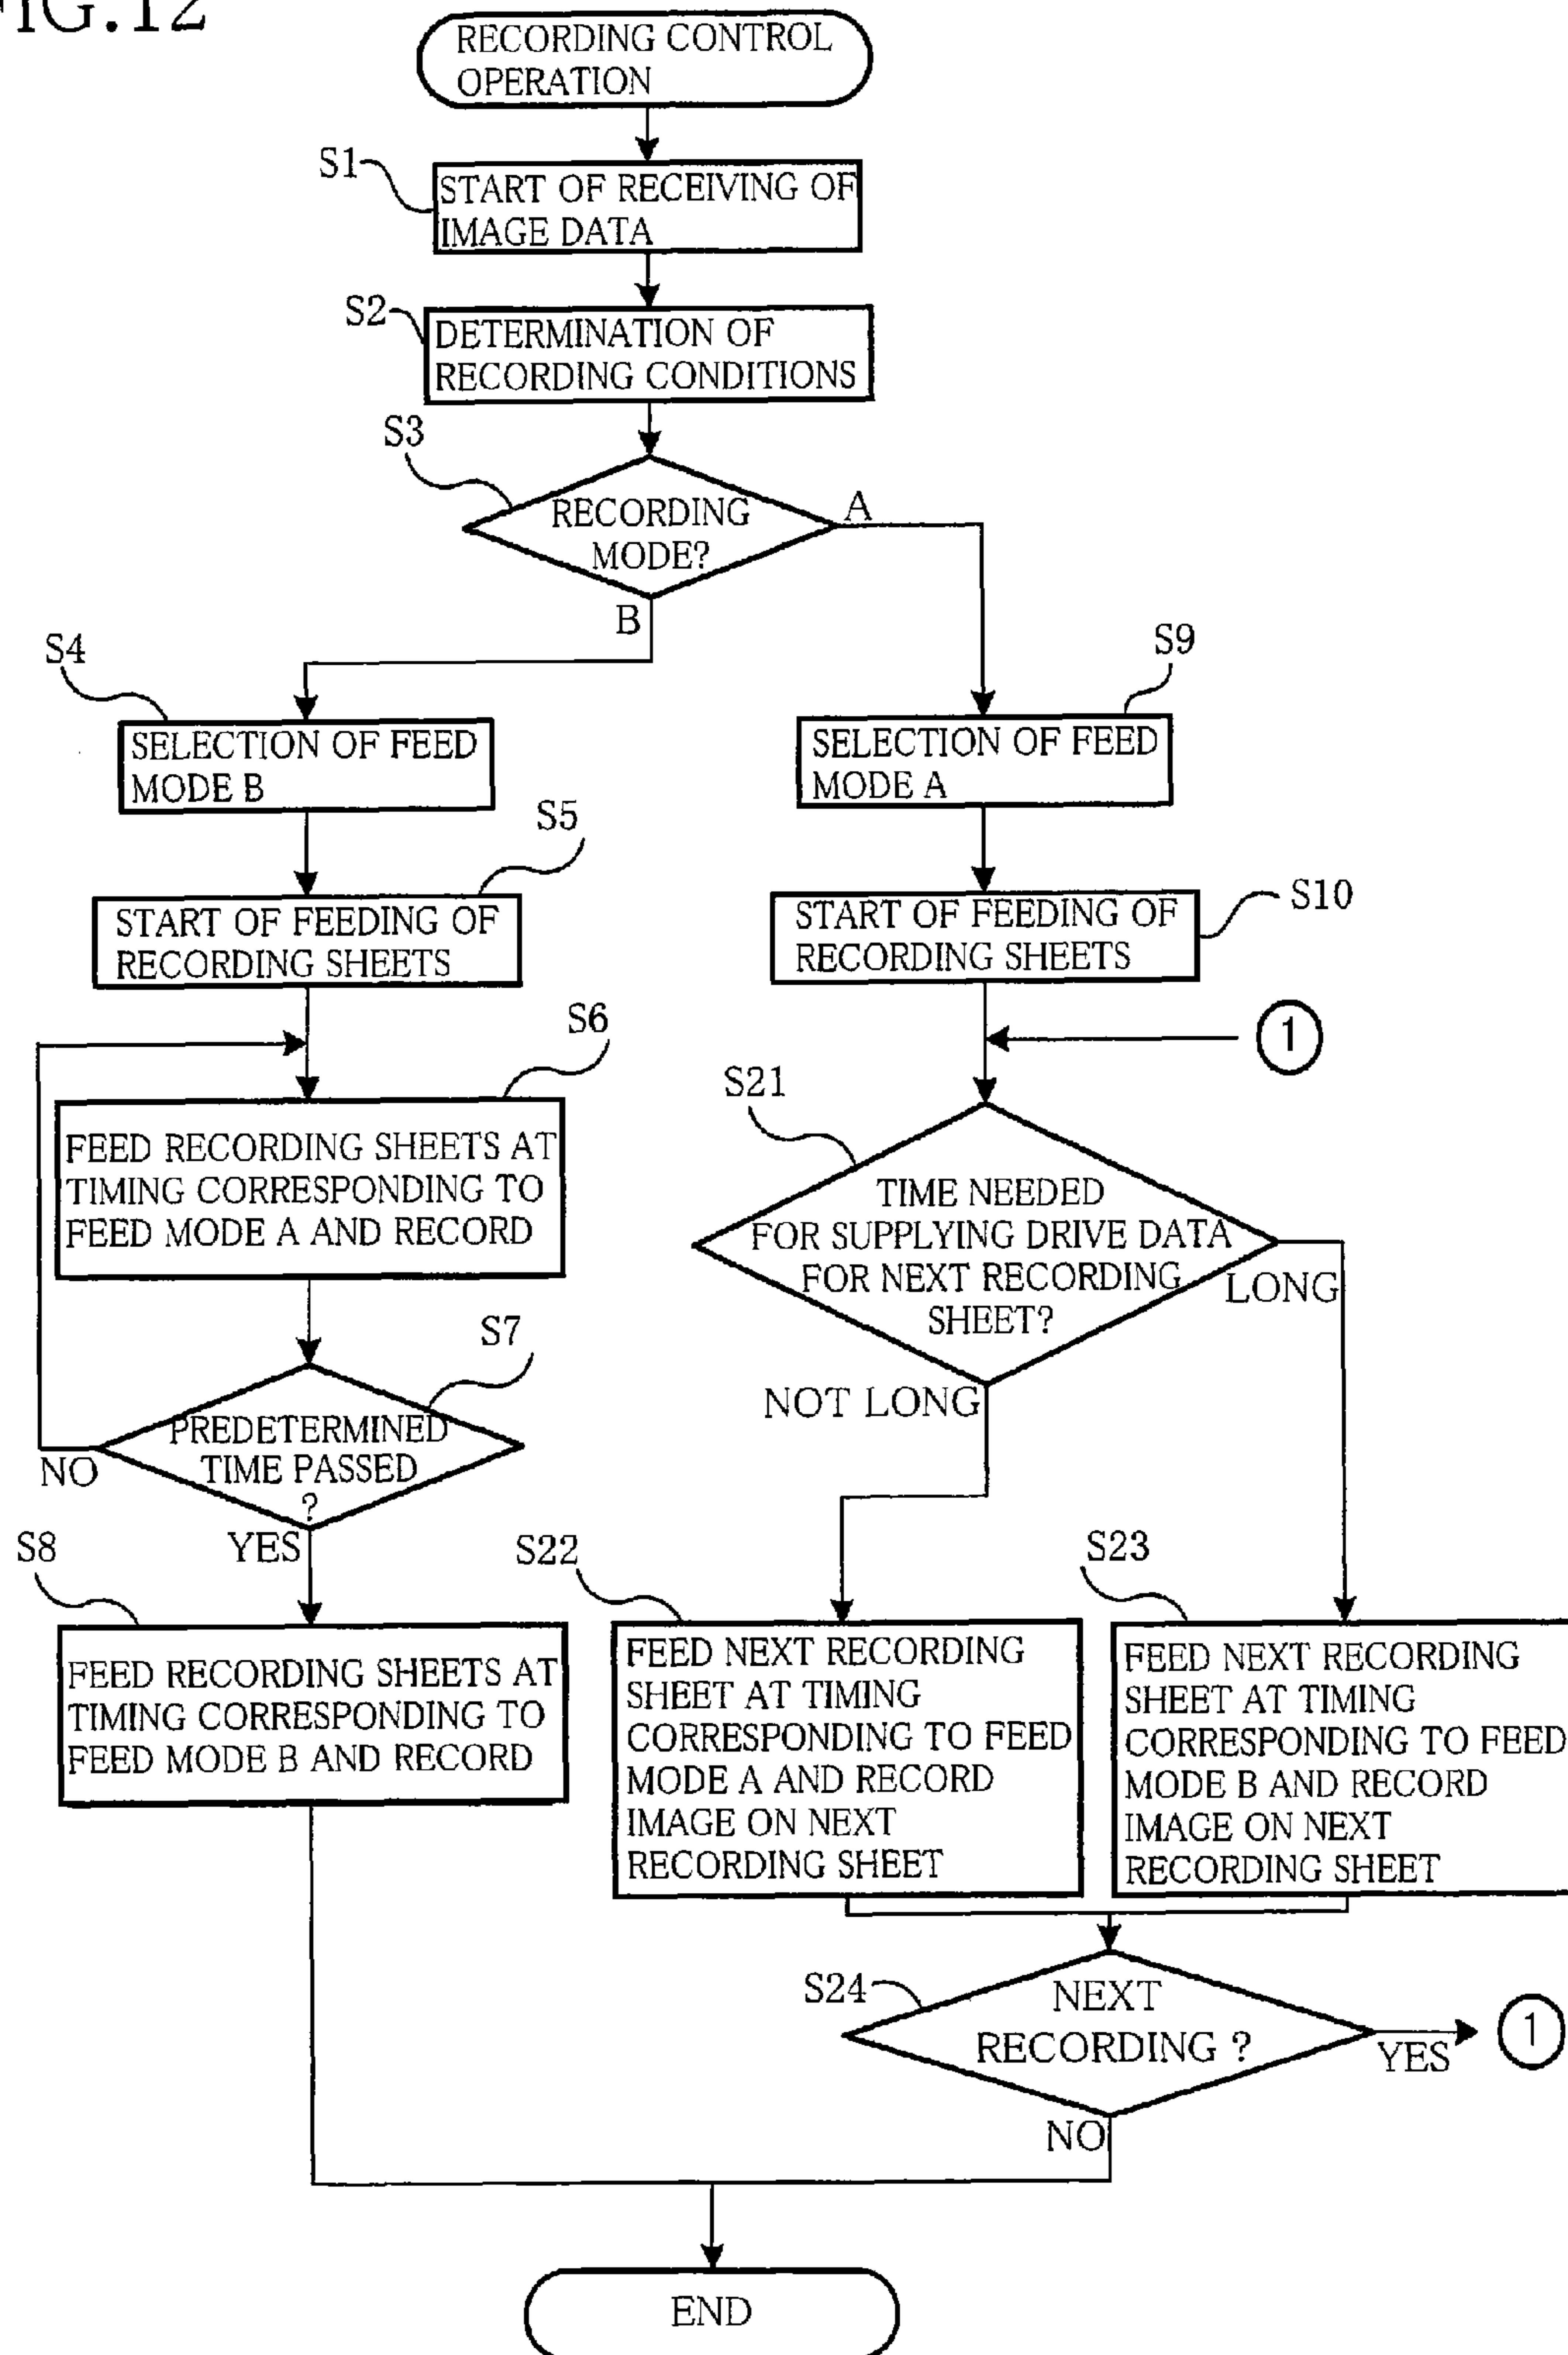 FIG.12
RECORDING CONTROL
OPERATION
S1
START OF RECEIVING OF
IMAGE DATA
S2
DETERMINATION OF
RECORDING CONDITIONS
S3
RECORDING
MODE?
A
B
S4
SELECTION OF FEED
MODE B
S9
SELECTION OF FEED
MODE A
S5
START OF FEEDING OF
RECORDING SHEETS
S10
START OF FEEDING OF
RECORDING SHEETS
1
S6
FEED RECORDING SHEETS AT
TIMING CORRESPONDING TO
FEED MODE A AND RECORD
S21
TIME NEEDED
FOR SUPPLYING DRIVE DATA
FOR NEXT RECORDING
SHEET?
LONG
NOT LONG
S7
PREDETERMINED
TIME PASSED
?
NO
YES
S8
FEED RECORDING SHEETS AT
TIMING CORRESPONDING TO
FEED MODE B AND RECORD
S22
FEED NEXT RECORDING
SHEET AT TIMING
CORRESPONDING TO FEED
MODE A AND RECORD
IMAGE ON NEXT
RECORDING SHEET
S23
FEED NEXT RECORDING
SHEET AT TIMING
CORRESPONDING TO FEED
MODE B AND RECORD
IMAGE ON NEXT
RECORDING SHEET
S24
NEXT
RECORDING ?
YES
1
NO
END